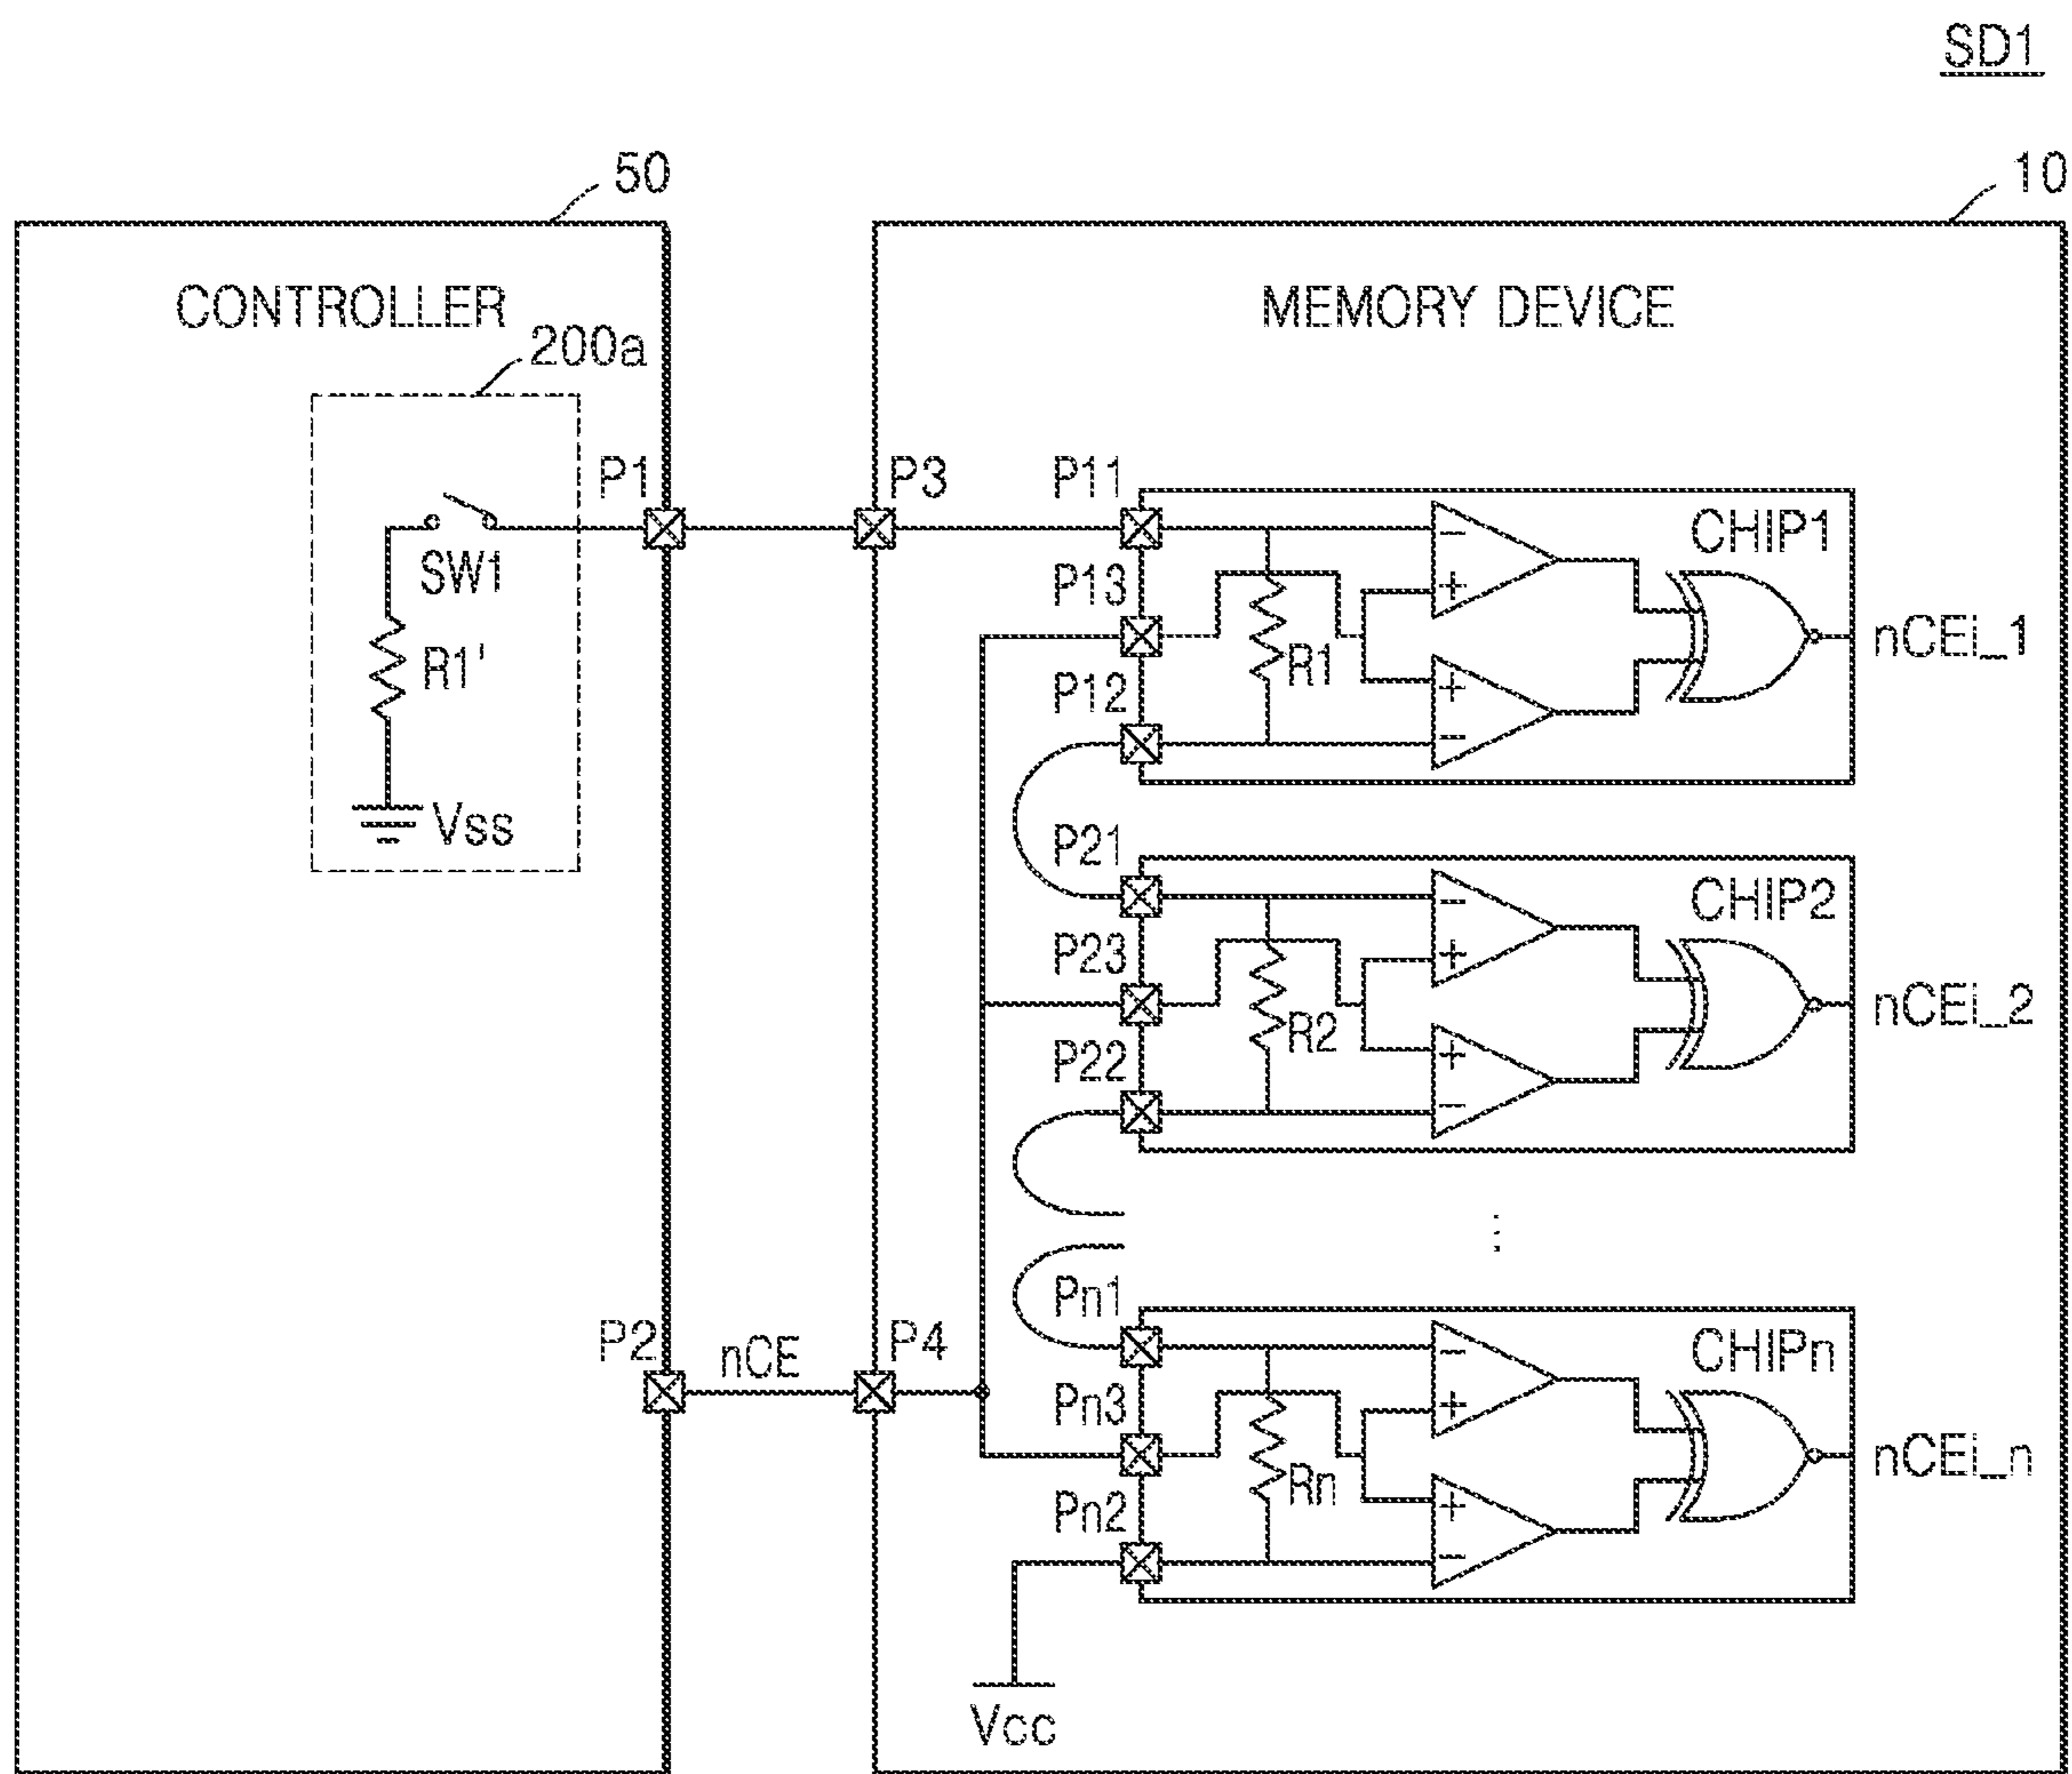 SD1
50
10
CONTROLLER
MEMORY DEVICE
200a
P1
P3
P11
CHIP1
SW1
P13
R1'
R1
nCEi_1
P12
Vss
P21
CHIP2
P23
R2
nCEi_2
P22
⋮
Pn1
P2
nCE
P4
CHIPn
Pn3
Rn
nCEi_n
Pn2
Vcc
− + + −
− + + −
− + + −